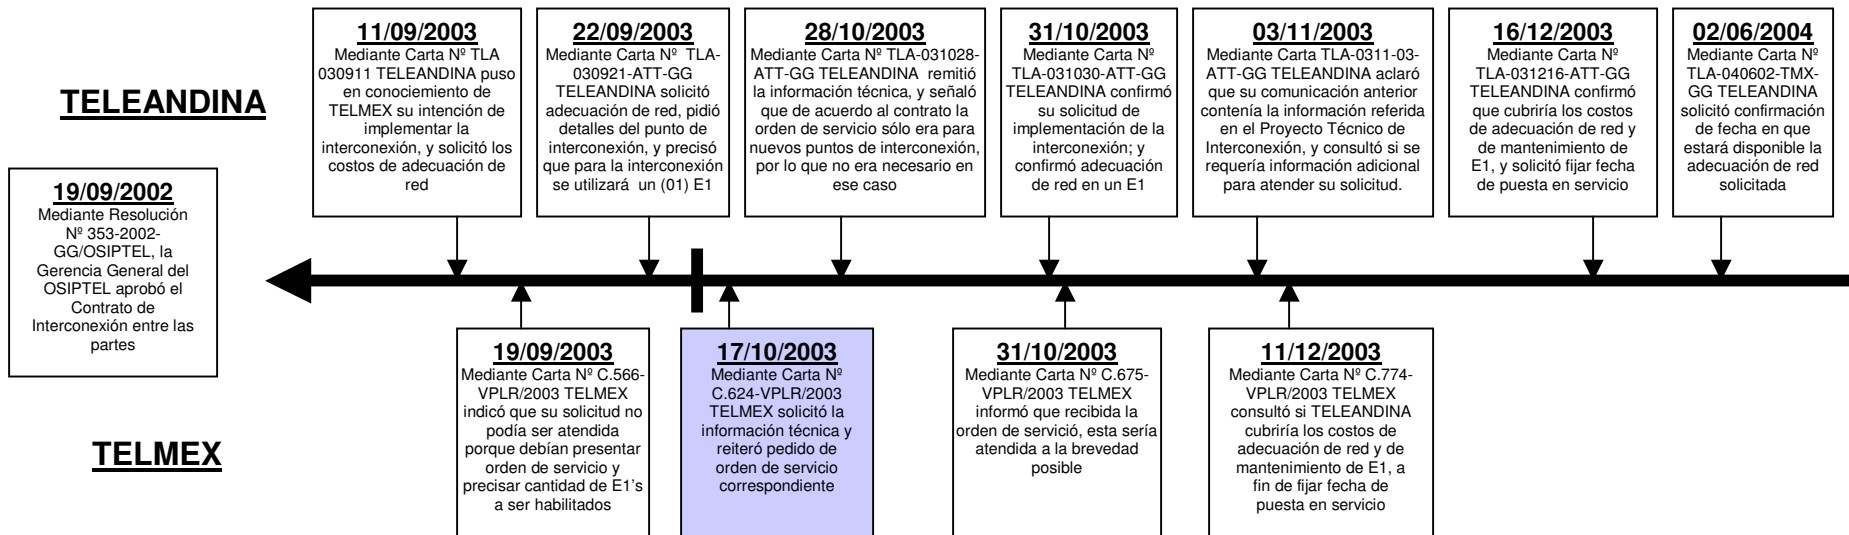 TELEANDINA
19/09/2002
Mediante Resolución
Nº 353-2002-
GG/OSIPTEL, la
Gerencia General del
OSIPTEL aprobó el
Contrato de
Interconexión entre las
partes
11/09/2003
Mediante Carta Nº TLA
030911 TELEANDINA puso
en conociemiento de
TELMEX su intención de
implementar la
interconexión, y solicitó los
costos de adecuación de
red
22/09/2003
Mediante Carta Nº TLA-
030921-ATT-GG
TELEANDINA solicitó
adecuación de red, pidió
detalles del punto de
interconexión, y precisó
que para la interconexión
se utilizará un (01) E1
28/10/2003
Mediante Carta Nº TLA-031028-
ATT-GG TELEANDINA remitió
la información técnica, y señaló
que de acuerdo al contrato la
orden de servicio sólo era para
nuevos puntos de interconexión,
por lo que no era necesario en
ese caso
31/10/2003
Mediante Carta Nº
TLA-031030-ATT-GG
TELEANDINA confirmó
su solicitud de
implementación de la
interconexión; y
confirmó adecuación
de red en un E1
03/11/2003
Mediante Carta TLA-0311-03-
ATT-GG TELEANDINA aclaró
que su comunicación anterior
contenía la información referida
en el Proyecto Técnico de
Interconexión, y consultó si se
requería información adicional
para atender su solicitud.
16/12/2003
Mediante Carta Nº
TLA-031216-ATT-GG
TELEANDINA confirmó
que cubriría los costos
de adecuación de red y
de mantenimiento de
E1, y solicitó fijar fecha
de puesta en servicio
02/06/2004
Mediante Carta Nº
TLA-040602-TMX-
GG TELEANDINA
solicitó confirmación
de fecha en que
estará disponible la
adecuación de red
solicitada
TELMEX
19/09/2003
Mediante Carta Nº C.566-
VPLR/2003 TELMEX
indicó que su solicitud no
podía ser atendida
porque debían presentar
orden de servicio y
precisar cantidad de E1's
a ser habilitados
17/10/2003
Mediante Carta Nº
C.624-VPLR/2003
TELMEX solicitó la
información técnica y
reiteró pedido de
orden de servicio
correspondiente
31/10/2003
Mediante Carta Nº C.675-
VPLR/2003 TELMEX
informó que recibida la
orden de servició, esta sería
atendida a la brevedad
posible
11/12/2003
Mediante Carta Nº C.774-
VPLR/2003 TELMEX
consultó si TELEANDINA
cubriría los costos de
adecuación de red y de
mantenimiento de E1, a
fin de fijar fecha de
puesta en servicio